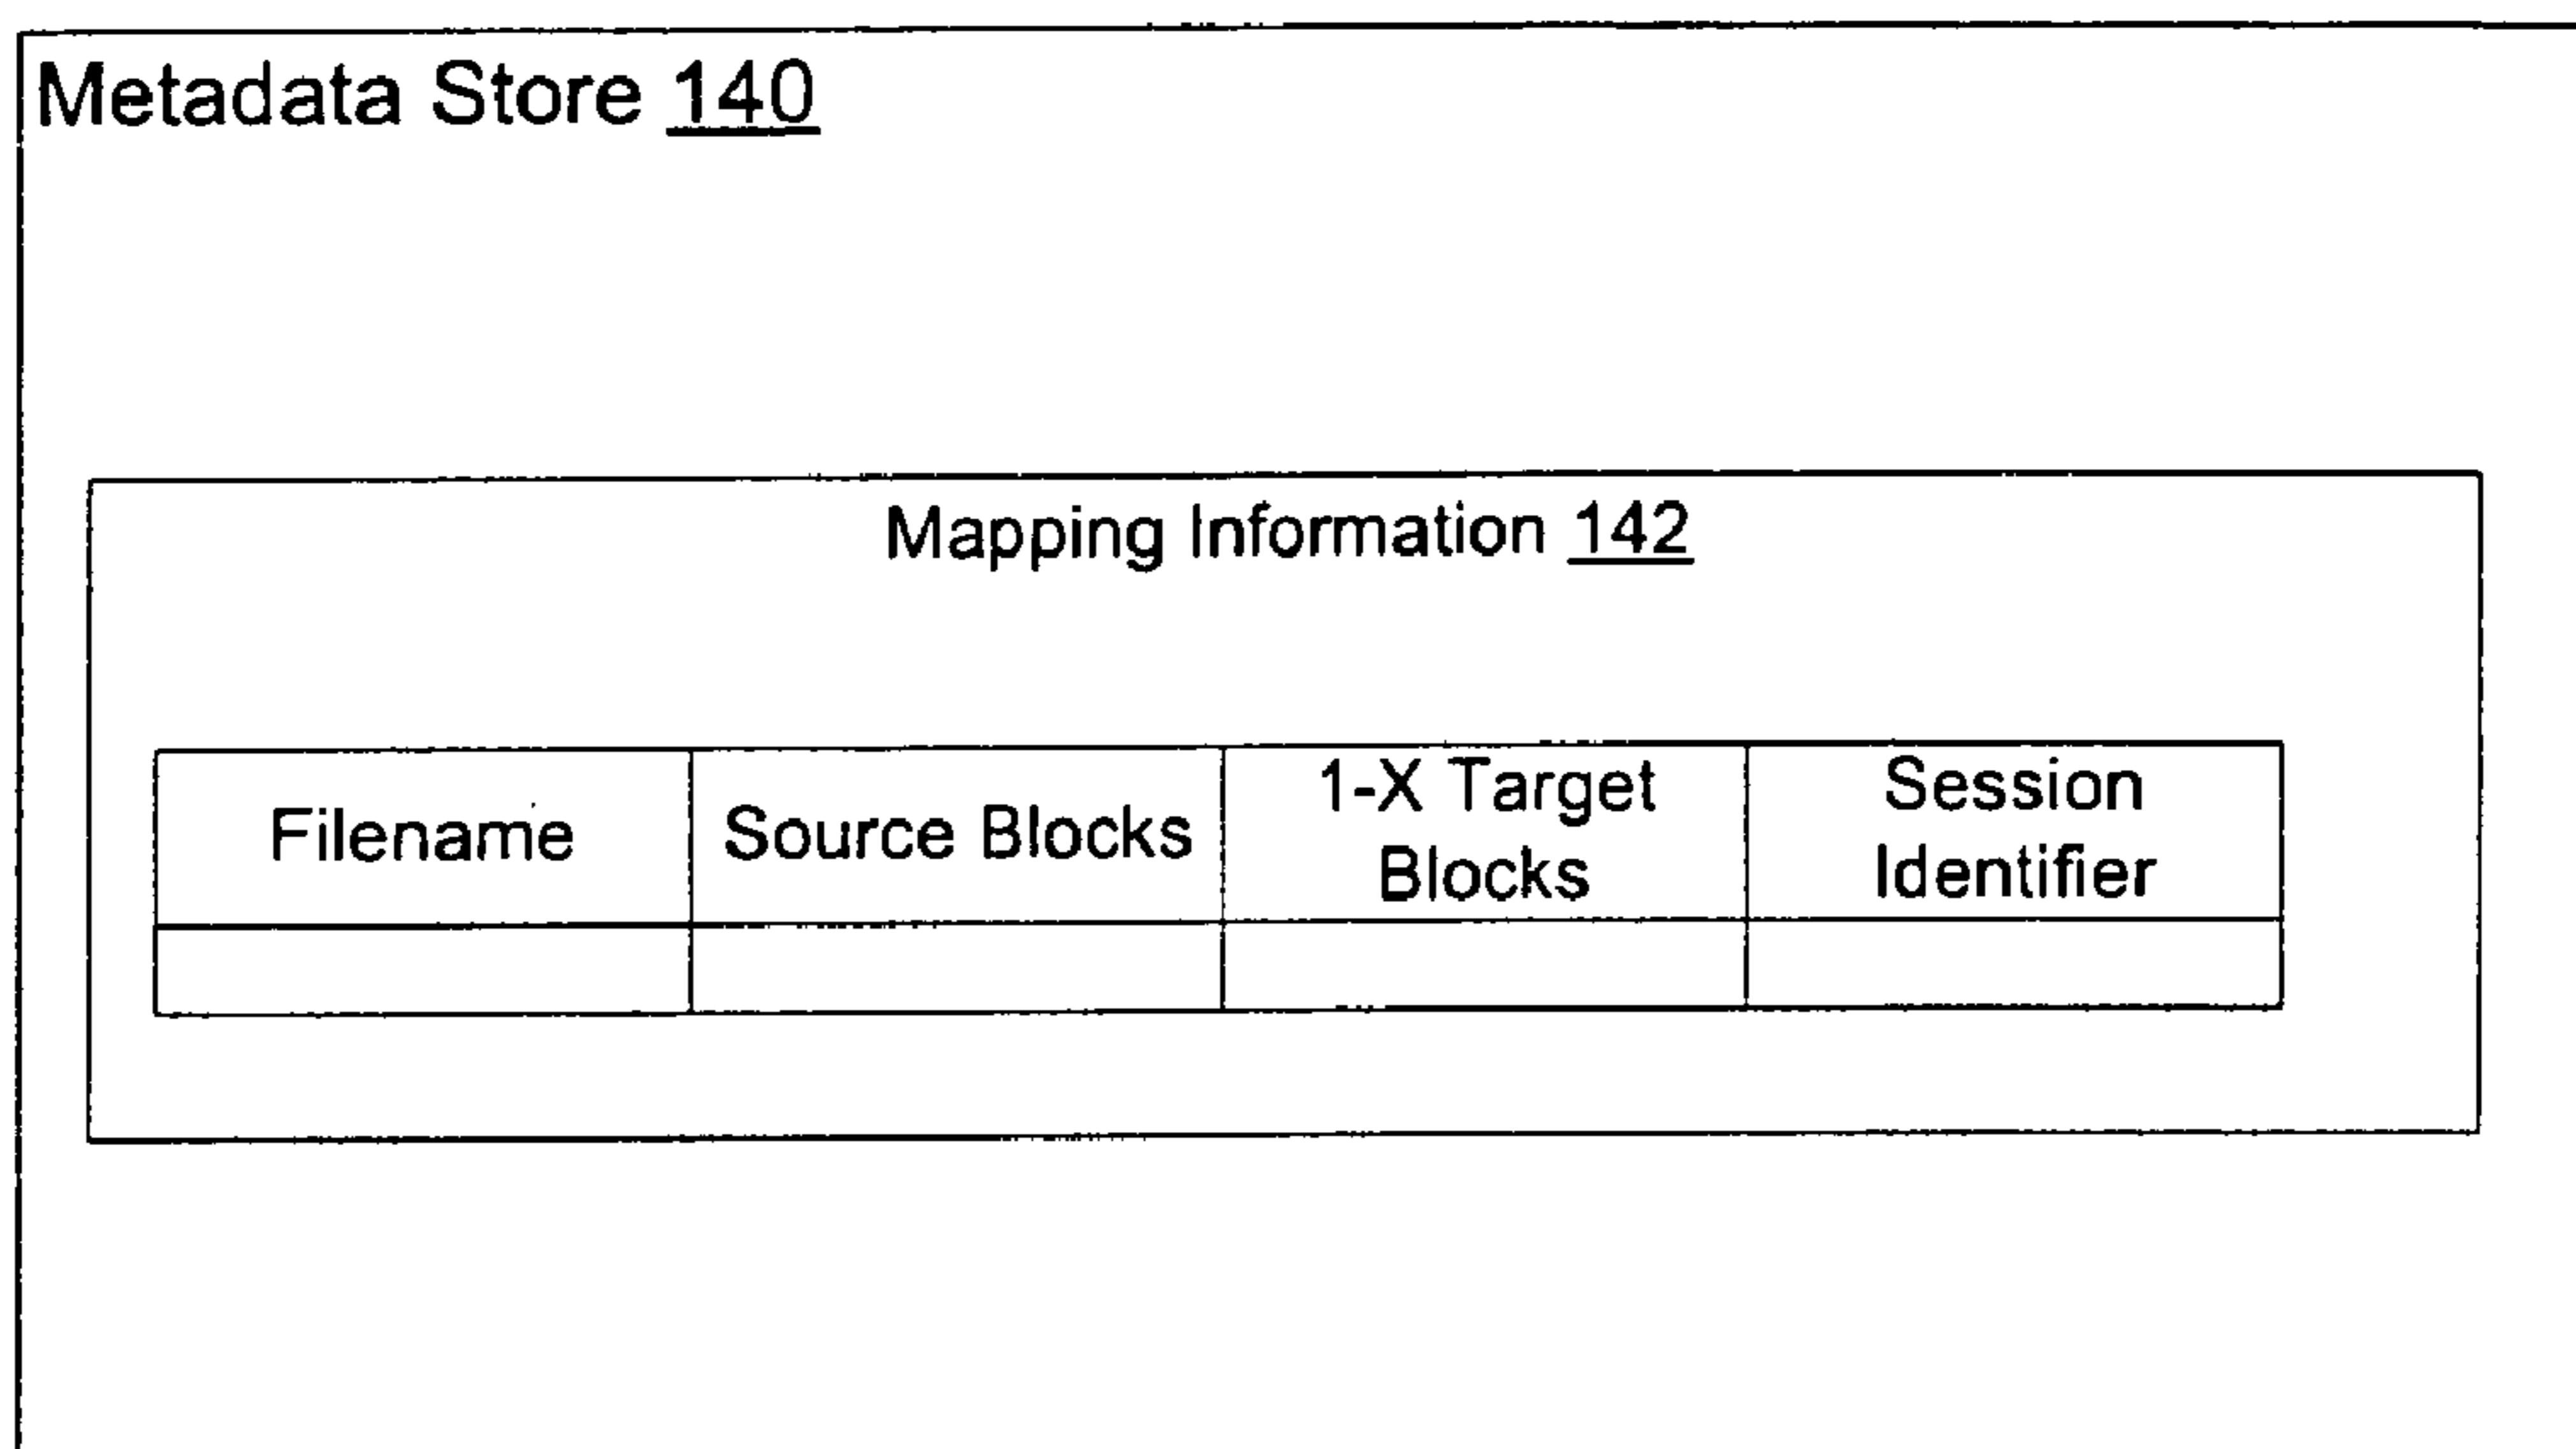 Metadata Store 140
Mapping Information 142
Filename
Source Blocks
1-X Target
Blocks
Session
Identifier